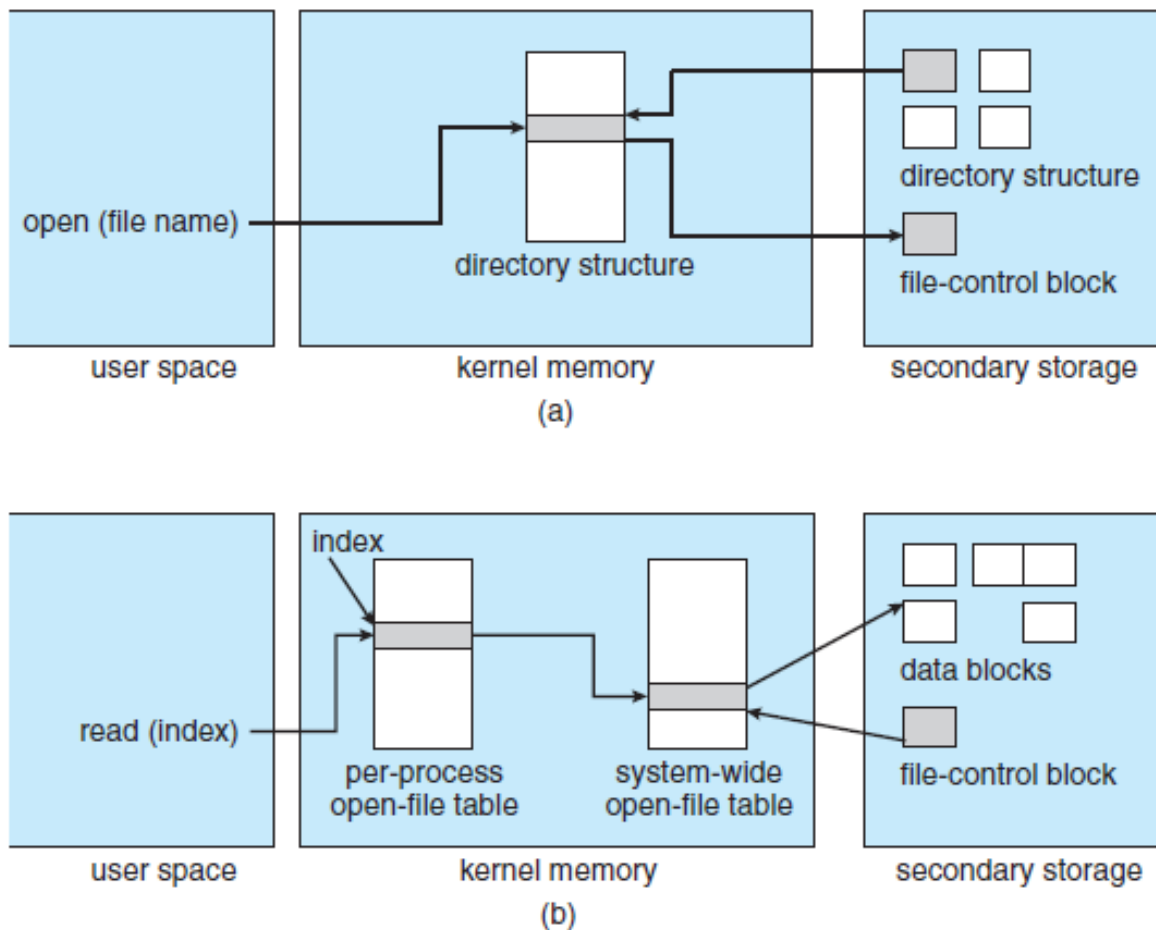 open (file name)
directory structure
directory structure
file-control block
user space
kernel memory
secondary storage
(a)
index
read (index)
per-process
open-file table
system-wide
open-file table
data blocks
file-control block
user space
kernel memory
secondary storage
(b)